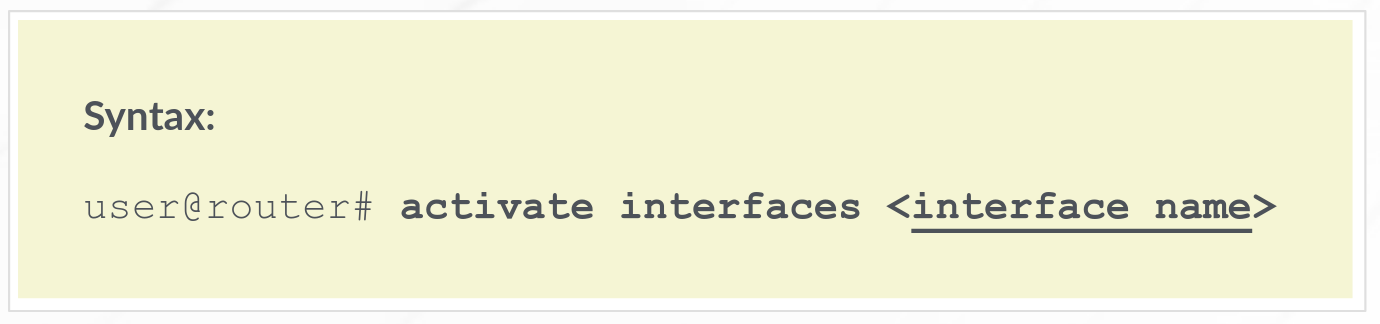 Syntax:
user@router# activate interfaces <interface name>